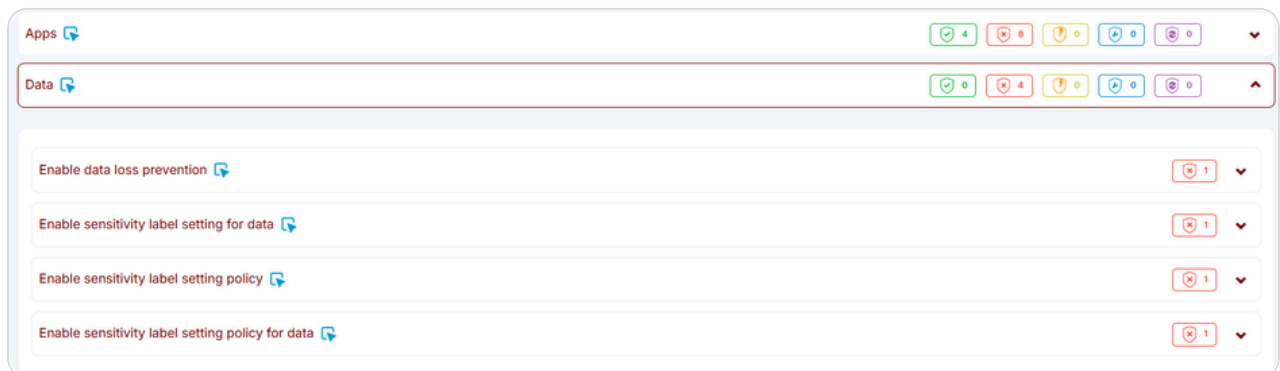 Apps 4 8 0 0 0
Data 0 4 0 0 0
Enable data loss prevention 1
Enable sensitivity label setting for data 1
Enable sensitivity label setting policy 1
Enable sensitivity label setting policy for data 1